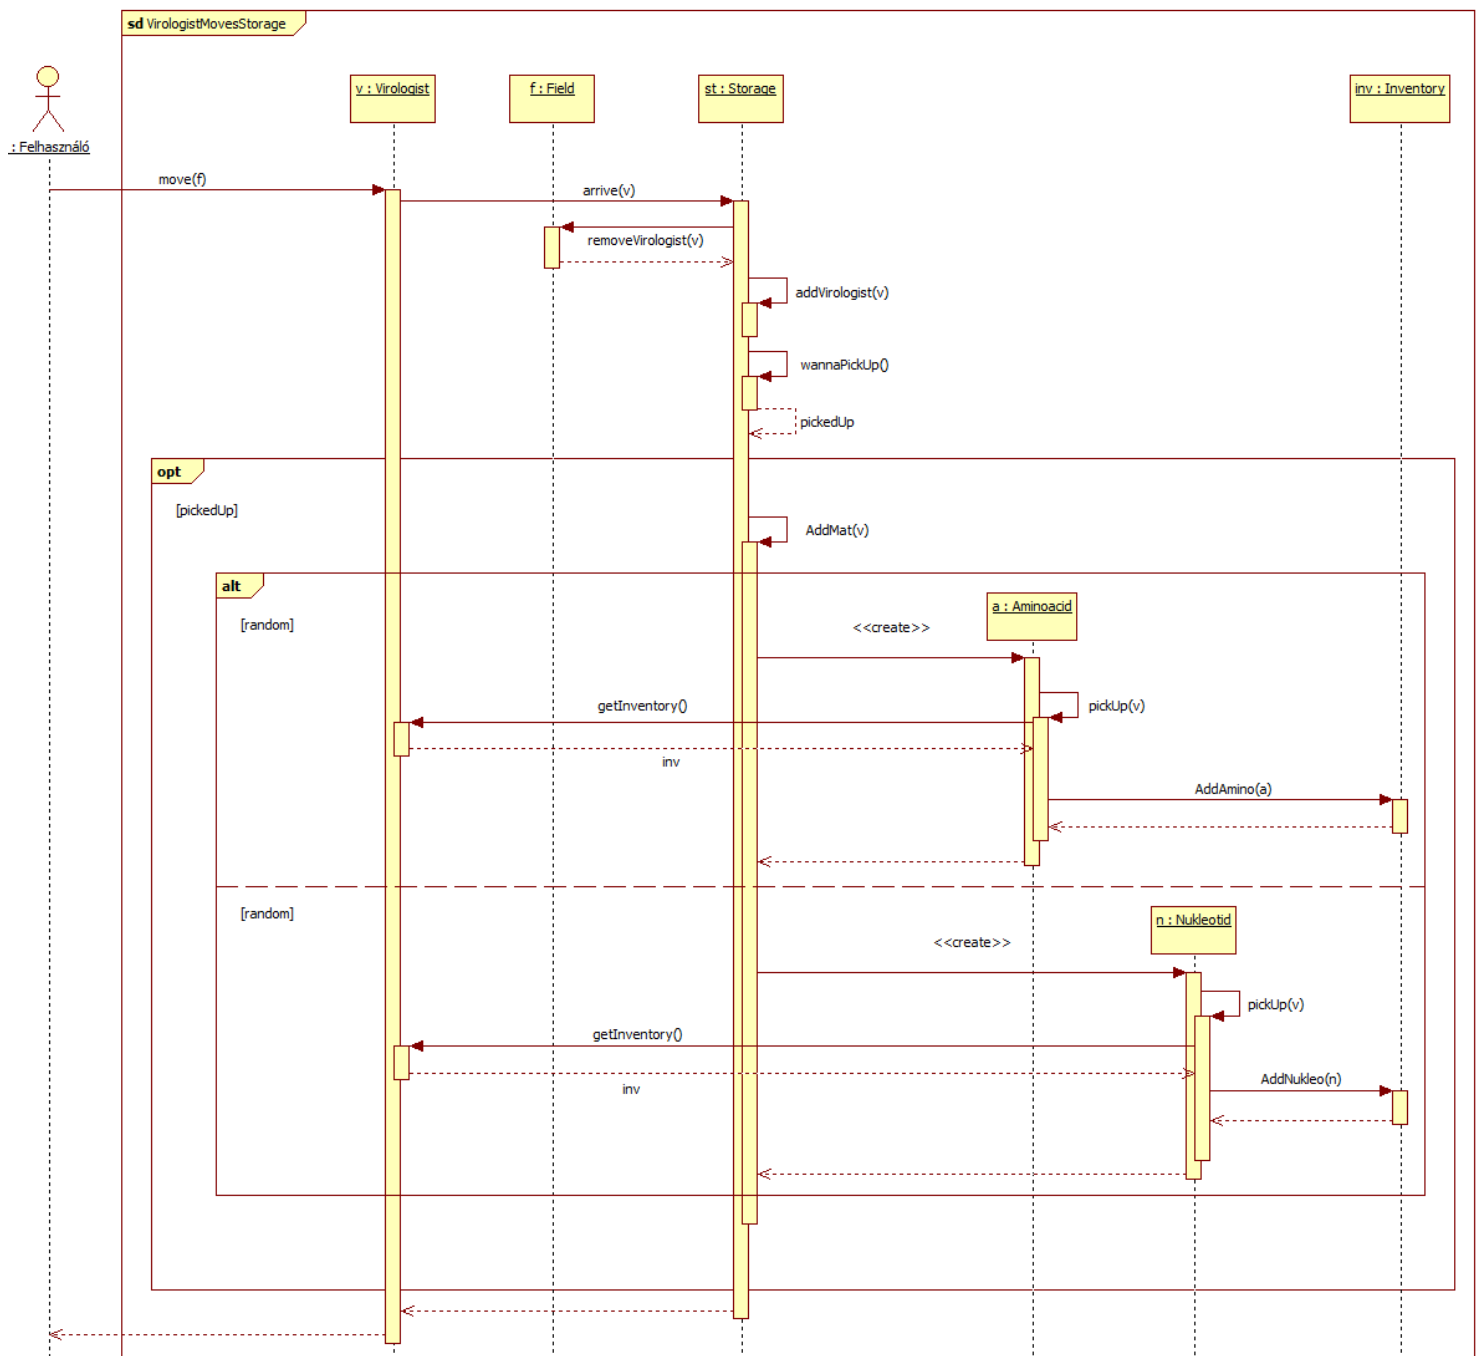 sd VirologistMovesStorage
: Felhasználó
v : Virologist
f : Field
st : Storage
inv : Inventory
move(f)
arrive(v)
removeVirologist(v)
addVirologist(v)
wannaPickUp()
pickedUp
opt
[pickedUp]
AddMat(v)
alt
[random]
a : Aminoacid
<<create>>
pickUp(v)
getInventory()
inv
AddAmino(a)
[random]
n : Nukleotid
<<create>>
pickUp(v)
getInventory()
inv
AddNukleo(n)